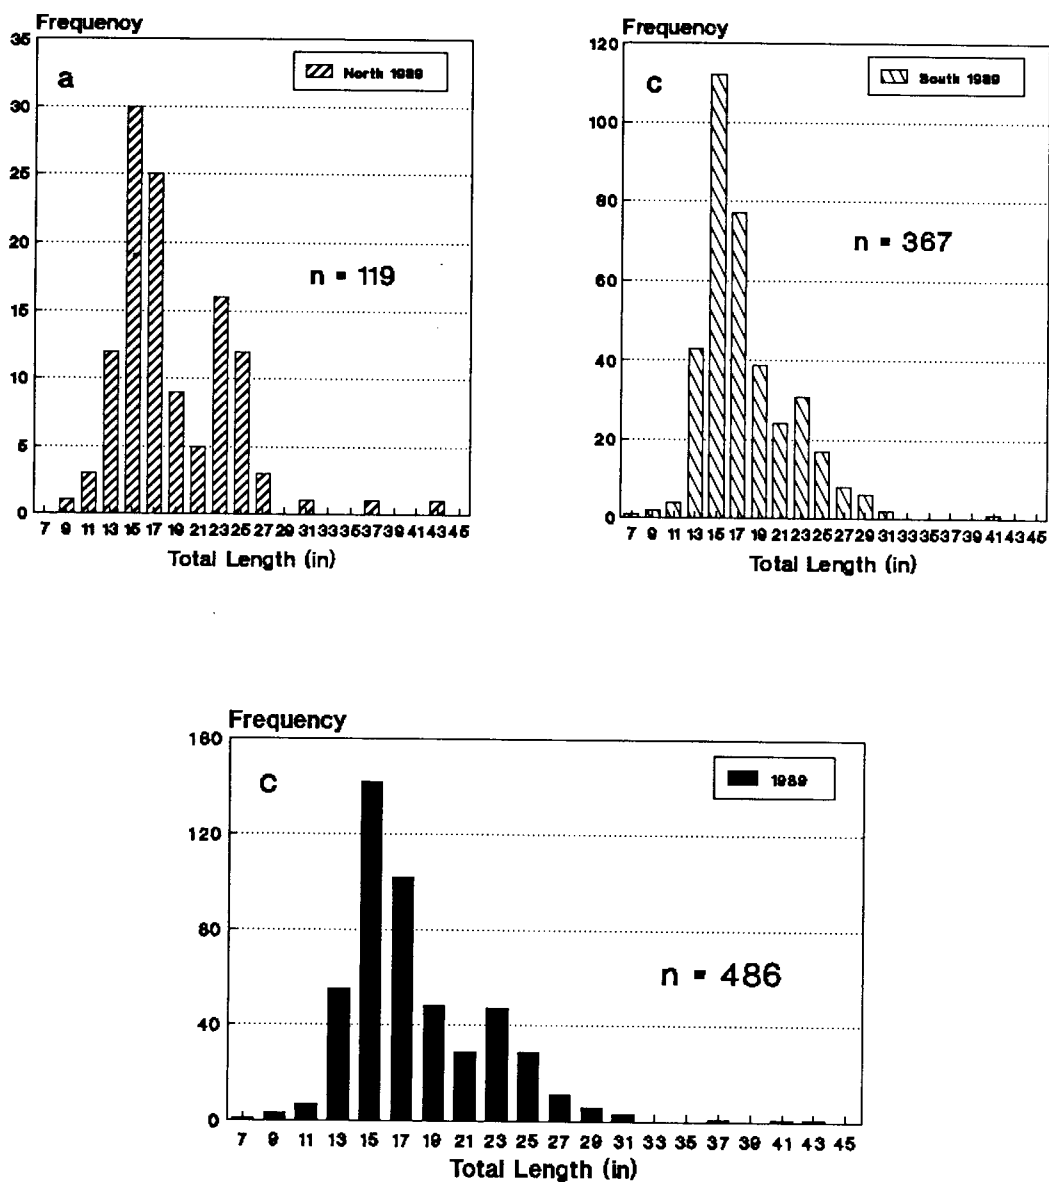 Frequency
35
30
25
20
15
10
5
0
a
North 1989
n = 119
7 9 11 13 15 17 19 21 23 25 27 29 31 33 35 37 39 41 43 45
Total Length (in)
Frequency
120
100
80
60
40
20
0
C
South 1989
n = 367
7 9 11 13 15 17 19 21 23 25 27 29 31 33 35 37 39 41 43 45
Total Length (in)
Frequency
160
120
80
40
0
C
1989
n = 486
7 9 11 13 15 17 19 21 23 25 27 29 31 33 35 37 39 41 43 45
Total Length (in)